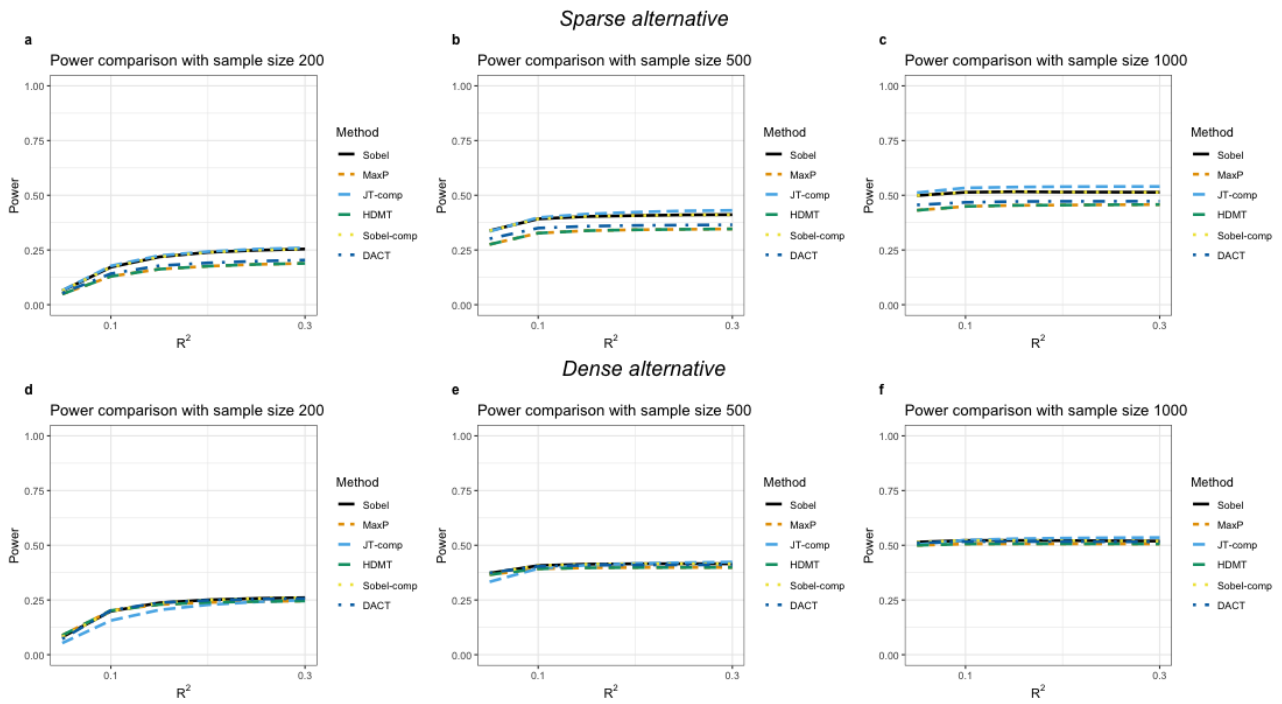 Sparse alternative
a
Power comparison with sample size 200
1.00
0.75
0.50
0.25
0.00
Power
0.1
0.3
R²
Method
Sobel
MaxP
JT-comp
HDMT
Sobel-comp
DACT
b
Power comparison with sample size 500
1.00
0.75
0.50
0.25
0.00
Power
0.1
0.3
R²
Method
Sobel
MaxP
JT-comp
HDMT
Sobel-comp
DACT
c
Power comparison with sample size 1000
1.00
0.75
0.50
0.25
0.00
Power
0.1
0.3
R²
Method
Sobel
MaxP
JT-comp
HDMT
Sobel-comp
DACT
Dense alternative
d
Power comparison with sample size 200
1.00
0.75
0.50
0.25
0.00
Power
0.1
0.3
R²
Method
Sobel
MaxP
JT-comp
HDMT
Sobel-comp
DACT
e
Power comparison with sample size 500
1.00
0.75
0.50
0.25
0.00
Power
0.1
0.3
R²
Method
Sobel
MaxP
JT-comp
HDMT
Sobel-comp
DACT
f
Power comparison with sample size 1000
1.00
0.75
0.50
0.25
0.00
Power
0.1
0.3
R²
Method
Sobel
MaxP
JT-comp
HDMT
Sobel-comp
DACT